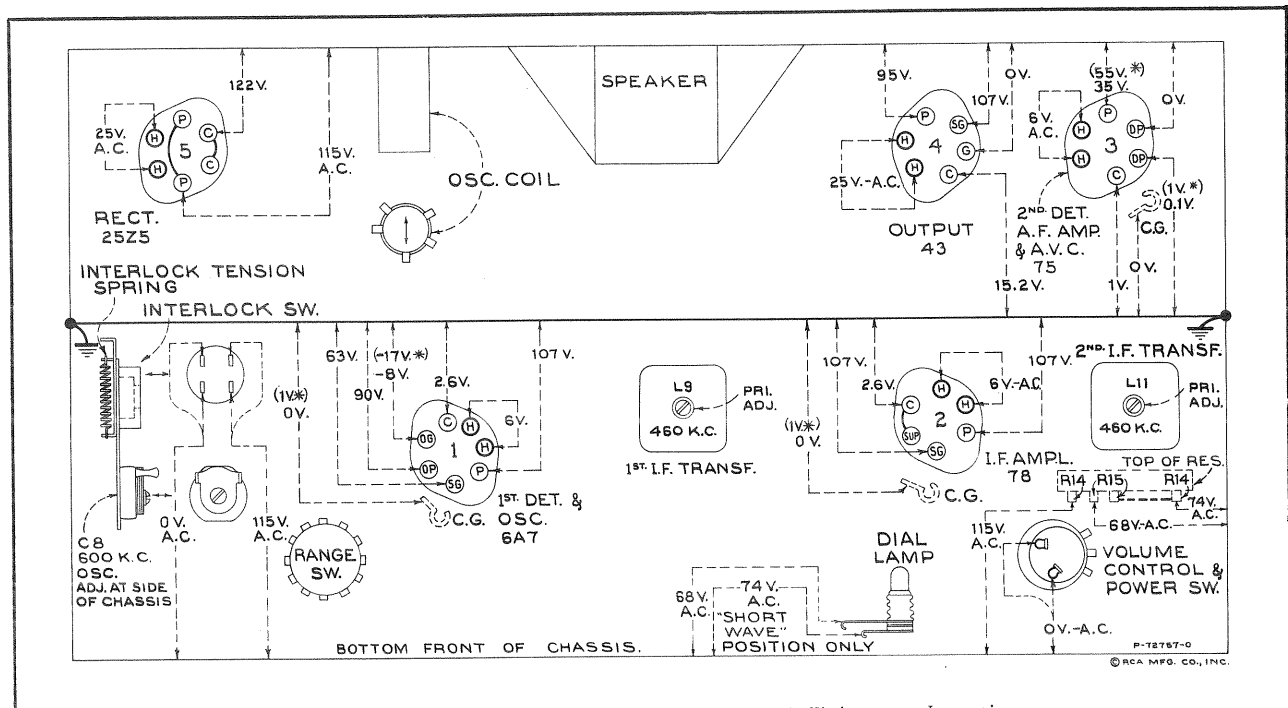 SPEAKER
122V.
115V.
A.C.
25V.
A.C.
H
H
P
C
C
P
5
RECT.
25Z5
OSC. COIL
95V.
107V.
0V.
P
SG
H
4
G
H
C
25V.-A.C.
OUTPUT
43
15.2V.
(55V.*)
35V.
0V.
6V.
A.C.
P
H
DP
3
H
DP
C
(1V.*)
0.1V.
C.G.
2ND. DET.
A.F. AMP.
& A.V.C.
75
0V.
1V.
INTERLOCK TENSION
SPRING
INTERLOCK SW.
C8
600 K.C.
OSC.
ADJ. AT SIDE
OF CHASSIS
0V.
A.C.
115V.
A.C.
(1V.*)
0V.
63V.
(-17V.*)
-8V.
90V.
2.6V.
107V.
6V.
C
H
OG
1
H
OP
P
SG
C.G.
1ST. DET. &
OSC.
6A7
RANGE
SW.
L9
460 K.C.
PRI.
ADJ.
1ST. I.F. TRANSF.
(1V.*)
0V.
107V.
2.6V.
H
6V.-A.C
107V.
C
H
2
SUP
P
SG
C.G.
I.F. AMPL.
78
2ND. I.F. TRANSF.
L11
460 K.C.
PRI.
ADJ.
TOP OF RES.
R14
R15
R14
74V.
A.C.
68V.-A.C.
115V.
A.C.
VOLUME
CONTROL &
POWER SW.
0V.-A.C.
DIAL
LAMP
68V.
A.C.
74V.
A.C.
"SHORT
WAVE"
POSITION ONLY
BOTTOM FRONT OF CHASSIS.
P-72767-0
© RCA MFG. CO., INC.